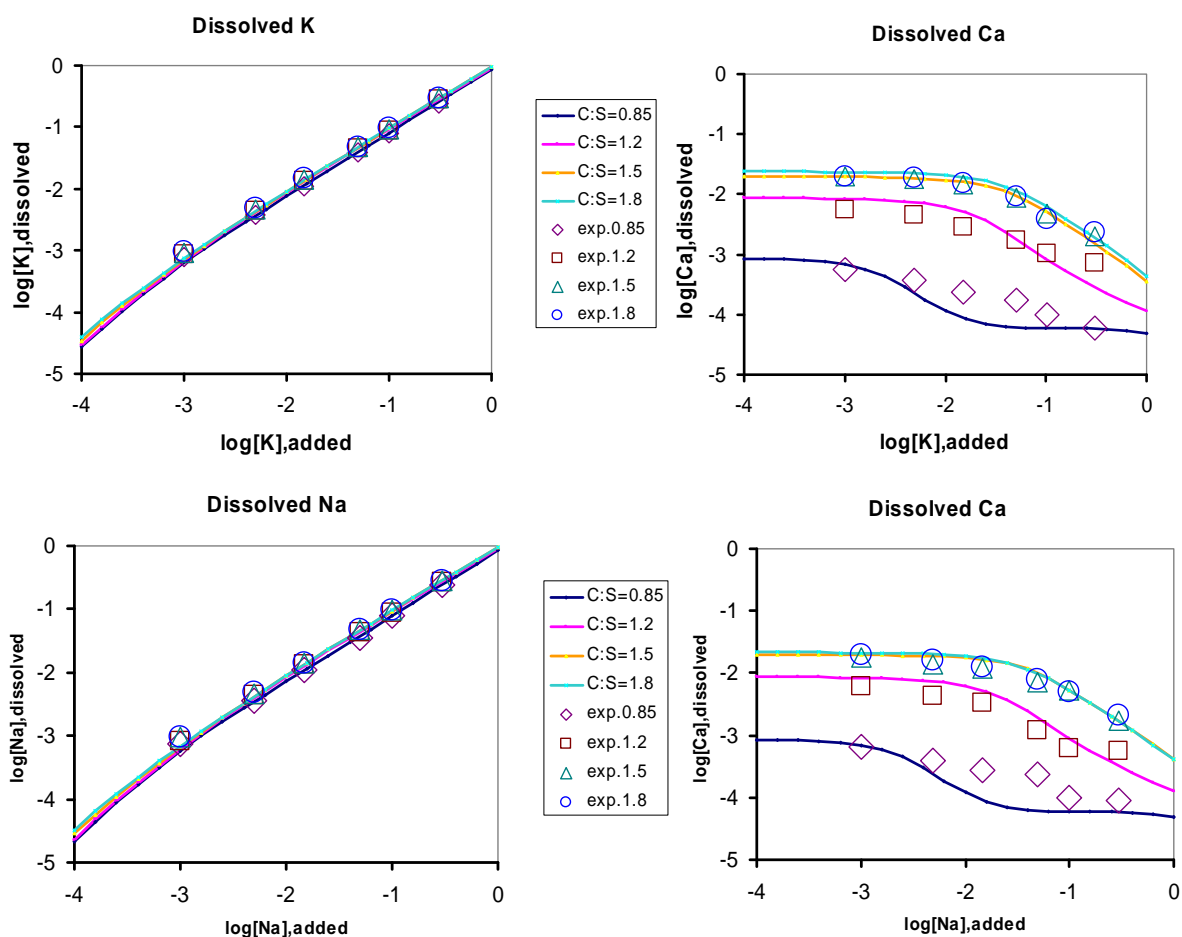 Dissolved K
0
-1
-2
-3
-4
-5
-4
-3
-2
-1
0
log[K],added
log[K],dissolved
C:S=0.85
C:S=1.2
C:S=1.5
C:S=1.8
exp.0.85
exp.1.2
exp.1.5
exp.1.8
Dissolved Ca
0
-1
-2
-3
-4
-5
-4
-3
-2
-1
0
log[K],added
log[Ca],dissolved
Dissolved Na
0
-1
-2
-3
-4
-5
-4
-3
-2
-1
0
log[Na],added
log[Na],dissolved
C:S=0.85
C:S=1.2
C:S=1.5
C:S=1.8
exp.0.85
exp.1.2
exp.1.5
exp.1.8
Dissolved Ca
0
-1
-2
-3
-4
-5
-4
-3
-2
-1
0
log[Na],added
log[Ca],dissolved